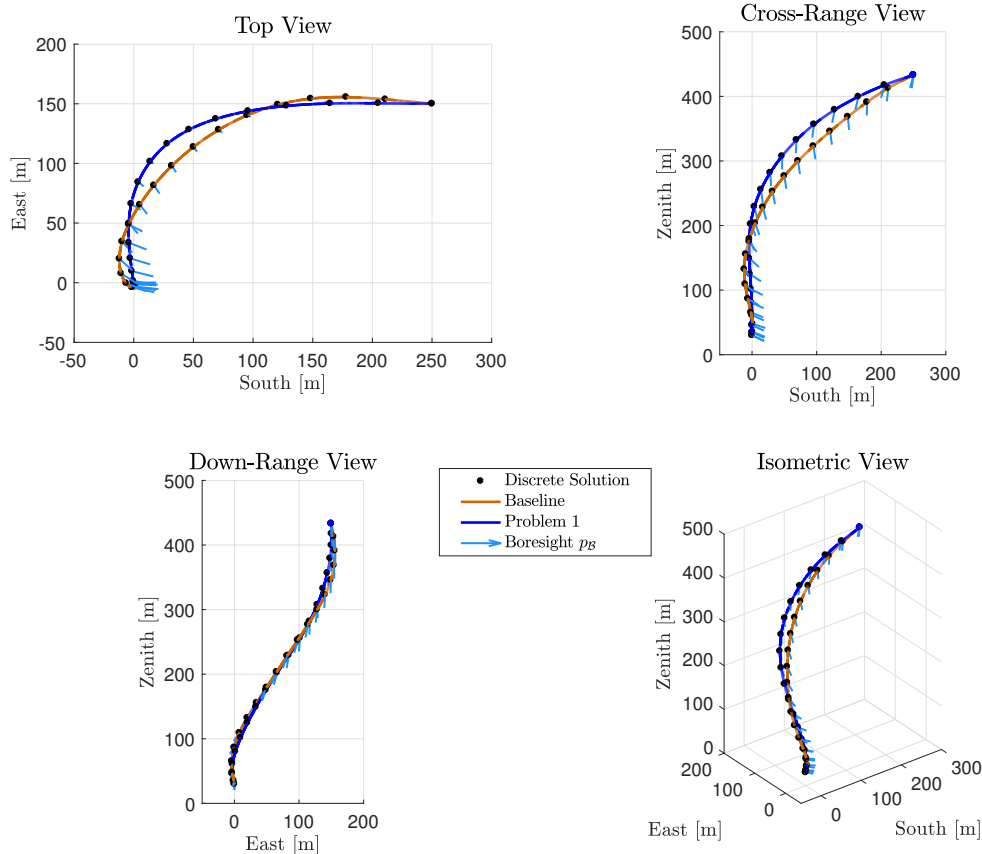 Top View
200
150
100
50
0
-50
East [m]
-50
0
50
100
150
200
250
300
South [m]
Cross-Range View
500
400
300
200
100
0
Zenith [m]
0
100
200
300
South [m]
Down-Range View
500
400
300
200
100
0
Zenith [m]
0
100
200
East [m]
Discrete Solution
Baseline
Problem 1
Boresight p_B
Isometric View
500
400
300
200
100
0
Zenith [m]
200
100
0
East [m]
0
100
200
300
South [m]